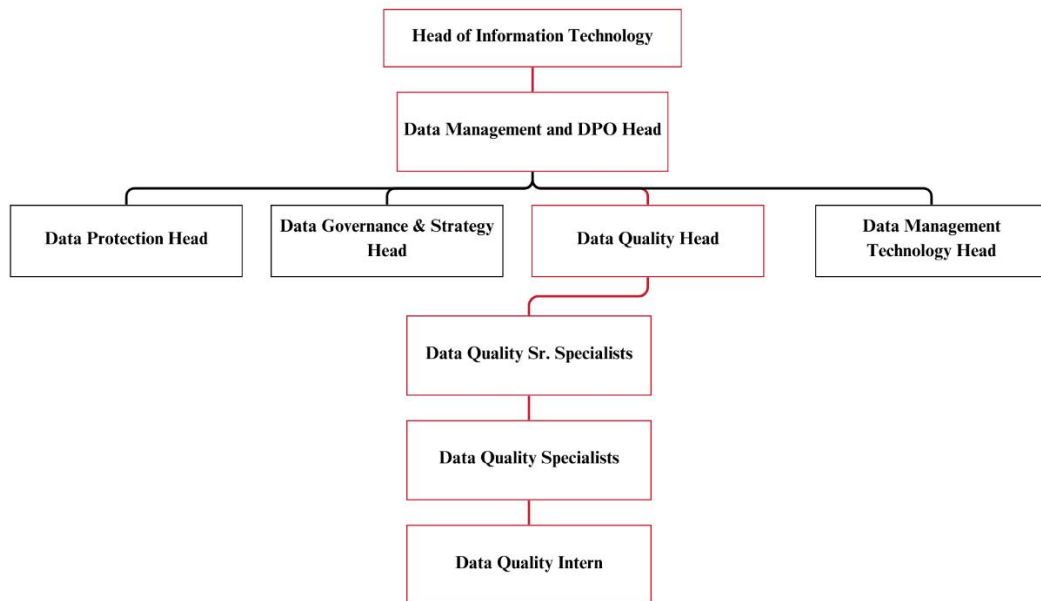 Head of Information Technology
Data Management and DPO Head
Data Protection Head
Data Governance & Strategy
Head
Data Quality Head
Data Management
Technology Head
Data Quality Sr. Specialists
Data Quality Specialists
Data Quality Intern